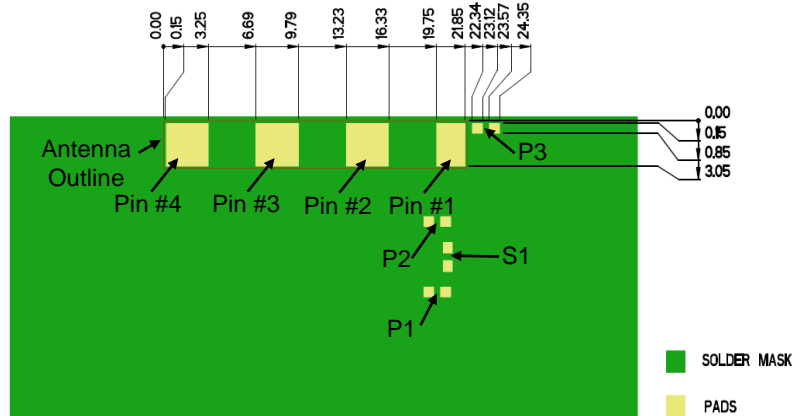 0.00
0.15
3.25
6.69
9.79
13.23
16.33
19.75
21.85
22.34
23.12
23.57
24.35
0.00
0.15
0.85
3.05
Antenna
Outline
P3
Pin #4
Pin #3
Pin #2
Pin #1
P2
S1
P1
SOLDER MASK
PADS